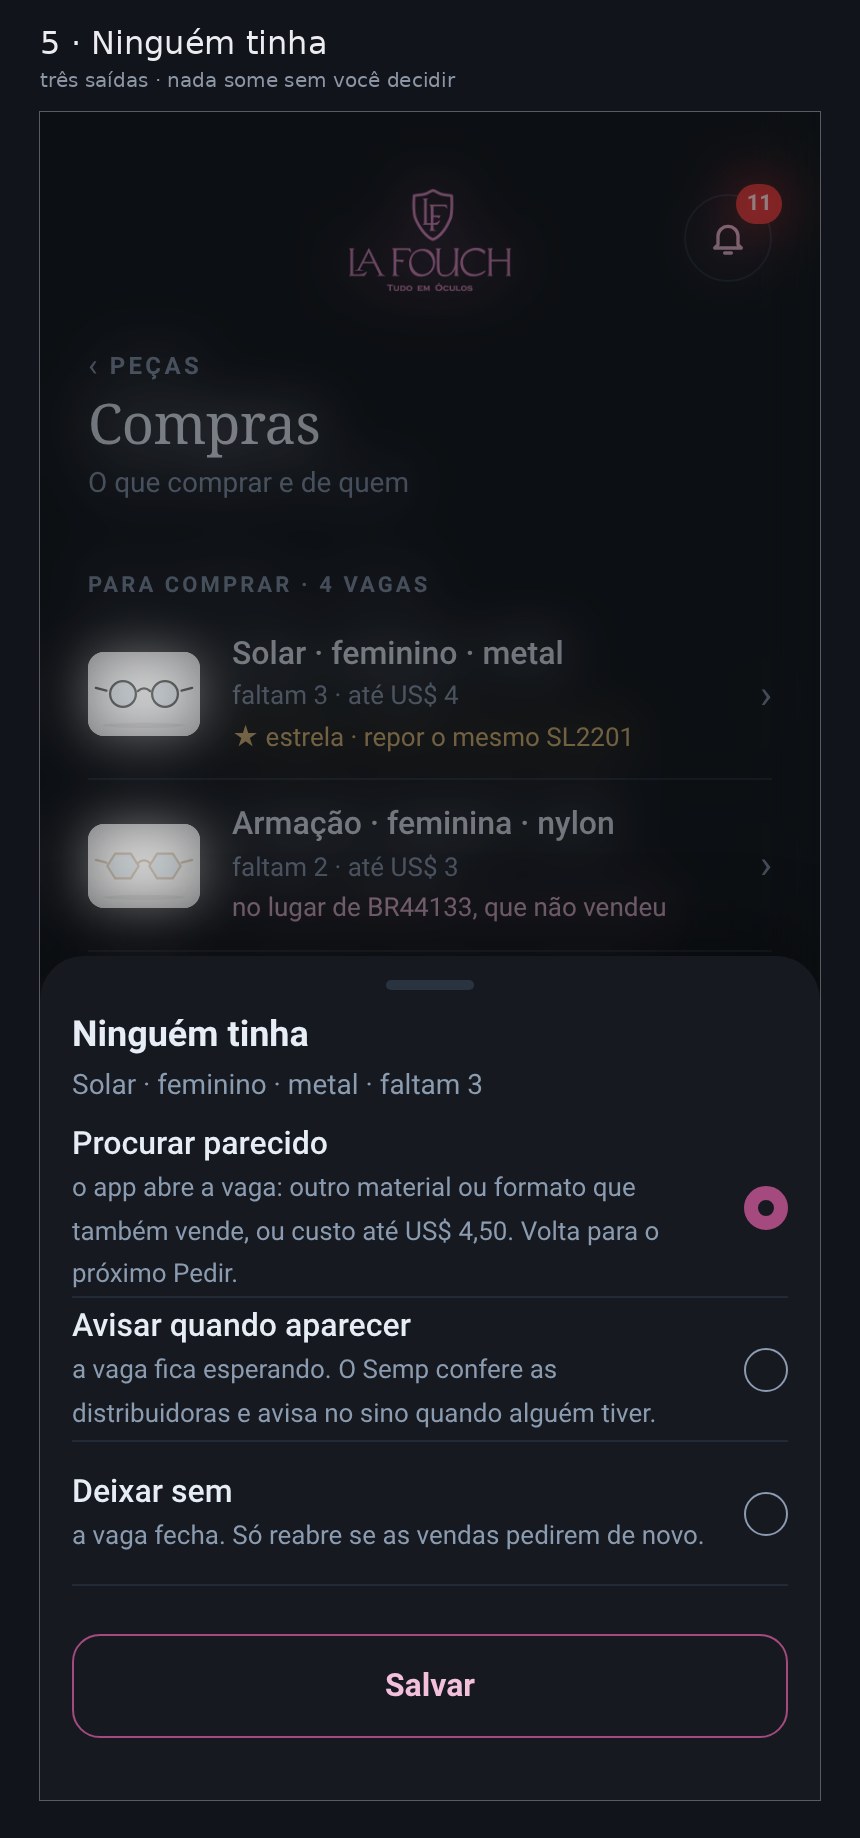 5 · Ninguém tinha
três saídas · nada some sem você decidir
11
LF
LA FOUCH
TUDO EM ÓCULOS
‹ PEÇAS
Compras
O que comprar e de quem
PARA COMPRAR · 4 VAGAS
Solar · feminino · metal
faltam 3 · até US$ 4
★ estrela · repor o mesmo SL2201
Armação · feminina · nylon
faltam 2 · até US$ 3
no lugar de BR44133, que não vendeu
Ninguém tinha
Solar · feminino · metal · faltam 3
Procurar parecido
o app abre a vaga: outro material ou formato que
também vende, ou custo até US$ 4,50. Volta para o
próximo Pedir.
Avisar quando aparecer
a vaga fica esperando. O Semp confere as
distribuidoras e avisa no sino quando alguém tiver.
Deixar sem
a vaga fecha. Só reabre se as vendas pedirem de novo.
Salvar